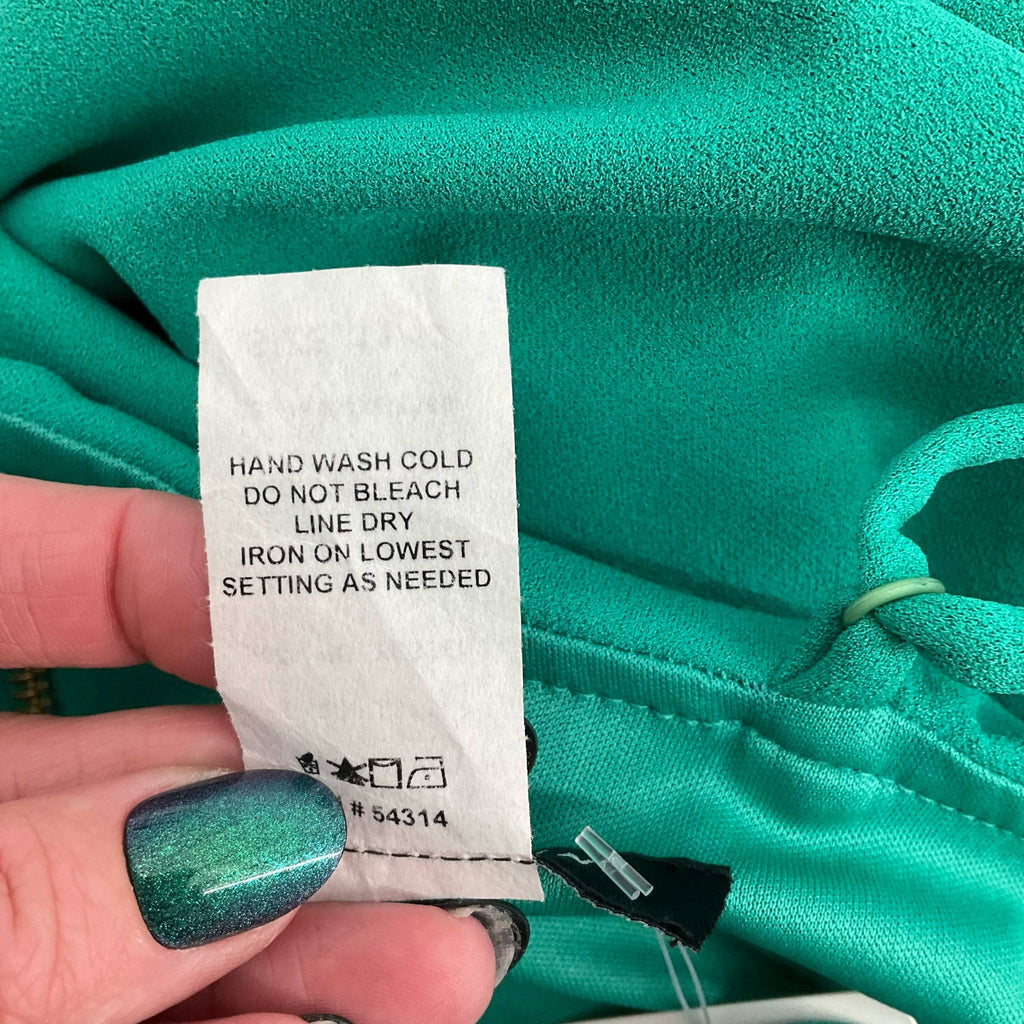 HAND WASH COLD
DO NOT BLEACH
LINE DRY
IRON ON LOWEST
SETTING AS NEEDED
# 54314